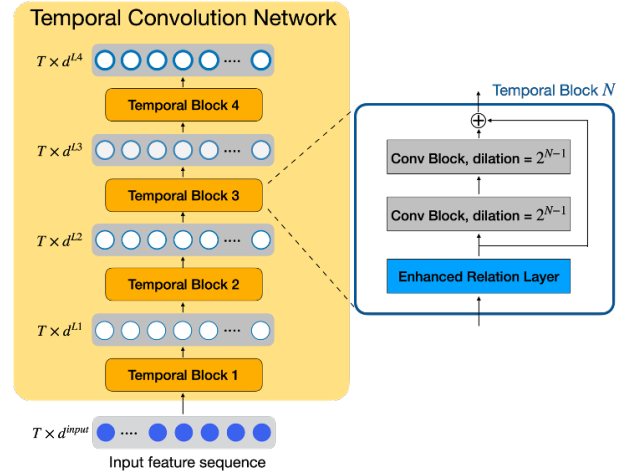 Temporal Convolution Network
T × d^{L4}
....
Temporal Block 4
T × d^{L3}
....
Temporal Block 3
T × d^{L2}
....
Temporal Block 2
T × d^{L1}
....
Temporal Block 1
T × d^{input}
....
Input feature sequence
Temporal Block N
+
Conv Block, dilation = 2^{N−1}
Conv Block, dilation = 2^{N−1}
Enhanced Relation Layer